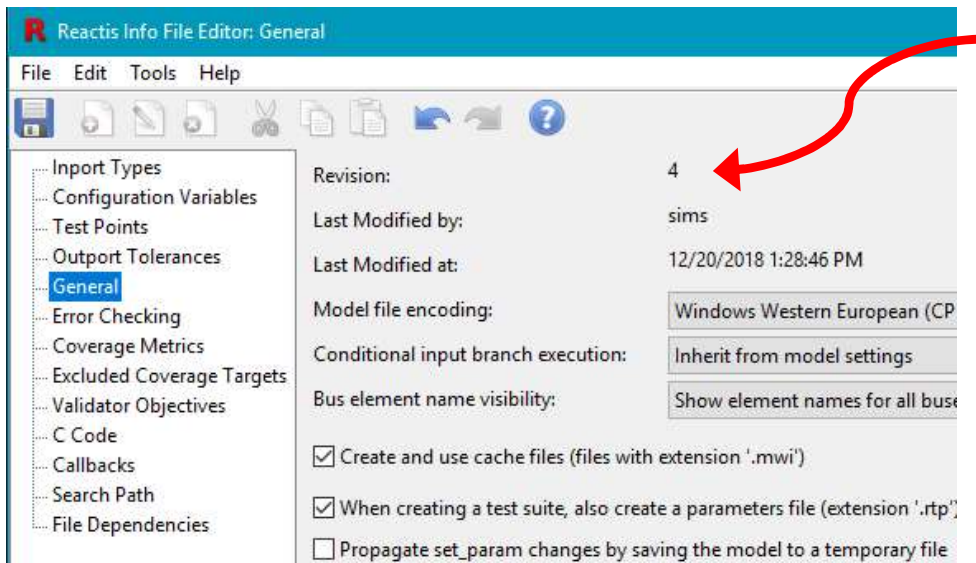 Reactis Info File Editor: General
File Edit Tools Help
Inport Types
Configuration Variables
Test Points
Outport Tolerances
General
Error Checking
Coverage Metrics
Excluded Coverage Targets
Validator Objectives
C Code
Callbacks
Search Path
File Dependencies
Revision: 4
Last Modified by: sims
Last Modified at: 12/20/2018 1:28:46 PM
Model file encoding: Windows Western European (CP
Conditional input branch execution: Inherit from model settings
Bus element name visibility: Show element names for all buse
Create and use cache files (files with extension '.mwi')
When creating a test suite, also create a parameters file (extension '.rtp')
Propagate set_param changes by saving the model to a temporary file